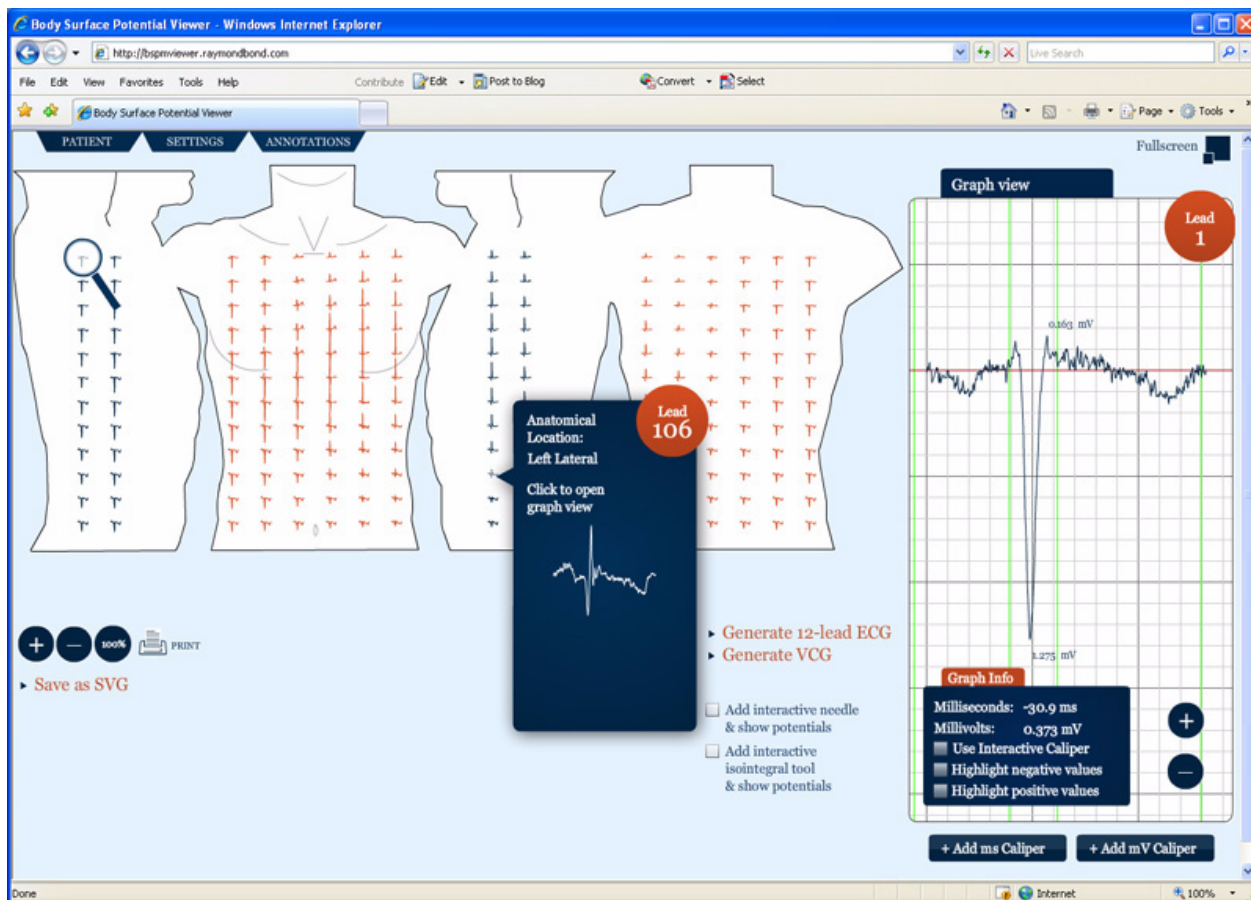 Body Surface Potential Viewer - Windows Internet Explorer
http://bspmviewer.raymondbond.com
Live Search
File Edit View Favorites Tools Help
Contribute Edit Post to Blog
Convert Select
Body Surface Potential Viewer
Page Tools
PATIENT SETTINGS ANNOTATIONS
Fullscreen
Graph view
Lead
1
0.163 mV
1.275 mV
Lead
106
Anatomical
Location:
Left Lateral
Click to open
graph view
+ − 100% PRINT
Save as SVG
Generate 12-lead ECG
Generate VCG
Add interactive needle
& show potentials
Add interactive
isointegral tool
& show potentials
Graph Info
Milliseconds: -30.9 ms
Millivolts: 0.373 mV
Use Interactive Caliper
Highlight negative values
Highlight positive values
+
−
+ Add ms Caliper + Add mV Caliper
Done
Internet
100%